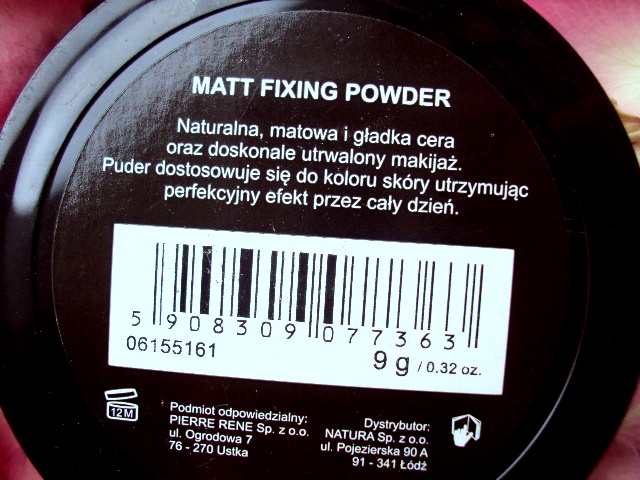 MATT FIXING POWDER
Naturalna, matowa i gładka cera
oraz doskonale utrwalony makijaż.
Puder dostosowuje się do koloru skóry utrzymując
perfekcyjny efekt przez cały dzień.
5 908309 077363
06155161
9 g / 0.32 oz.
12M
Podmiot odpowiedzialny:
PIERRE RENE Sp. z o.o.
ul. Ogrodowa 7
76 - 270 Ustka
Dystrybutor:
NATURA Sp. z o.o.
ul. Pojezierska 90 A
91 - 341 Łódź